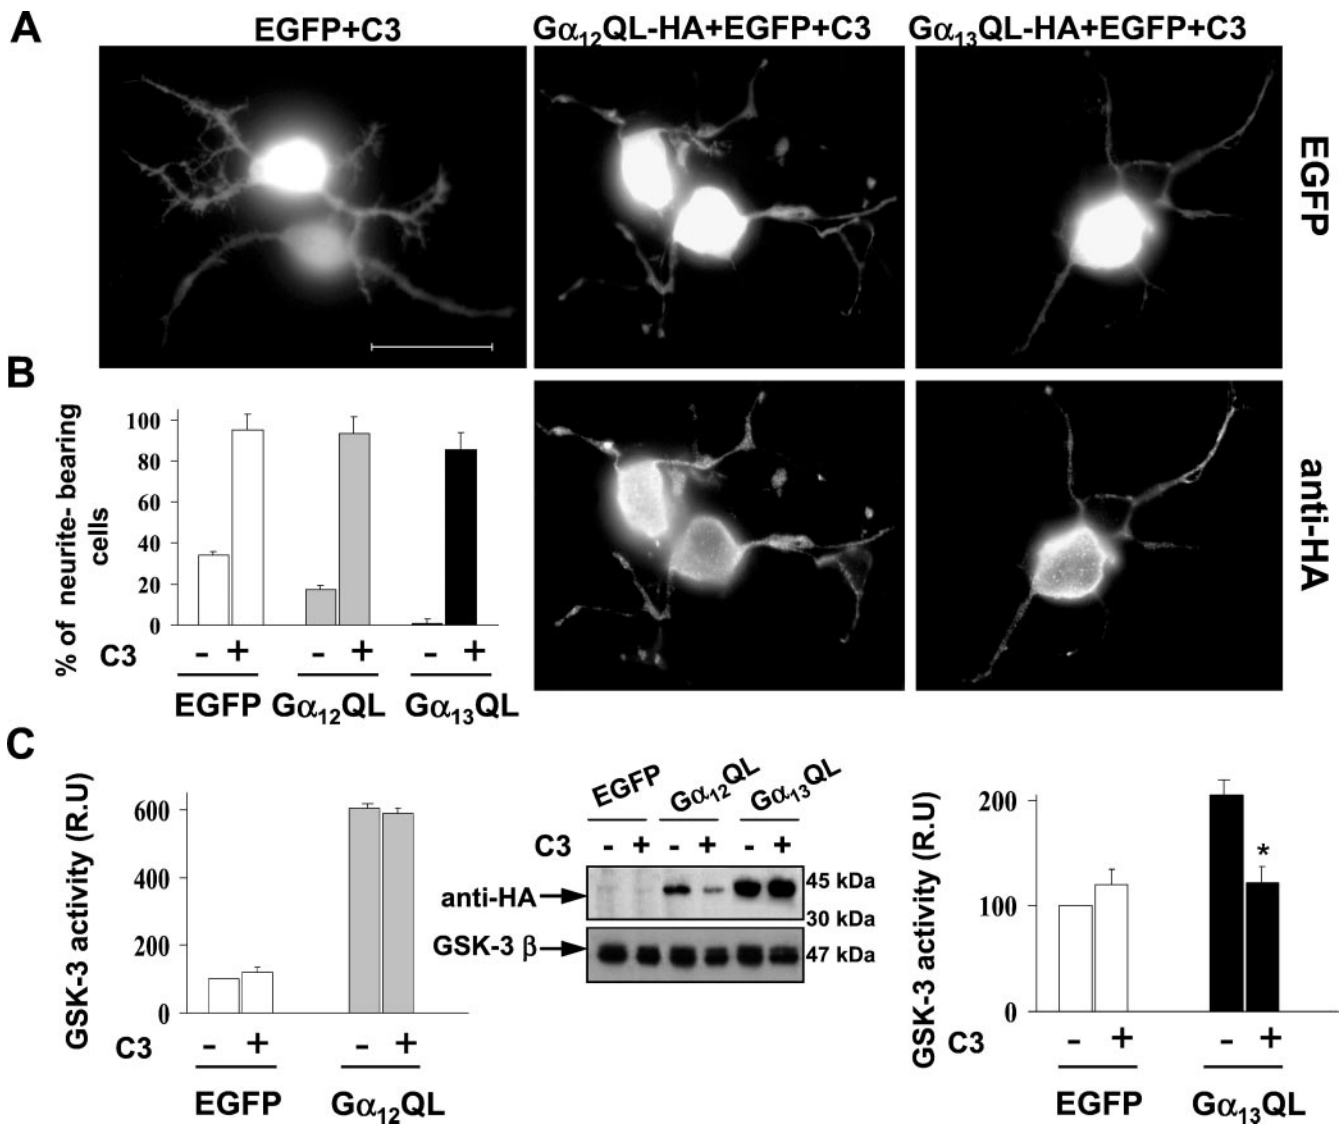 A
EGFP+C3
Gα12QL-HA+EGFP+C3
Gα13QL-HA+EGFP+C3
EGFP
anti-HA
B
% of neurite- bearing
cells
100
80
60
40
20
0
C3 - + - + - +
EGFP Gα12QL Gα13QL
C
GSK-3 activity (R.U)
600
400
200
0
C3 - + - +
EGFP Gα12QL
EGFP Gα12QL Gα13QL
C3 - + - + - +
anti-HA
45 kDa
30 kDa
GSK-3 β
47 kDa
GSK-3 activity (R.U)
200
100
0
*
C3 - + - +
EGFP Gα13QL